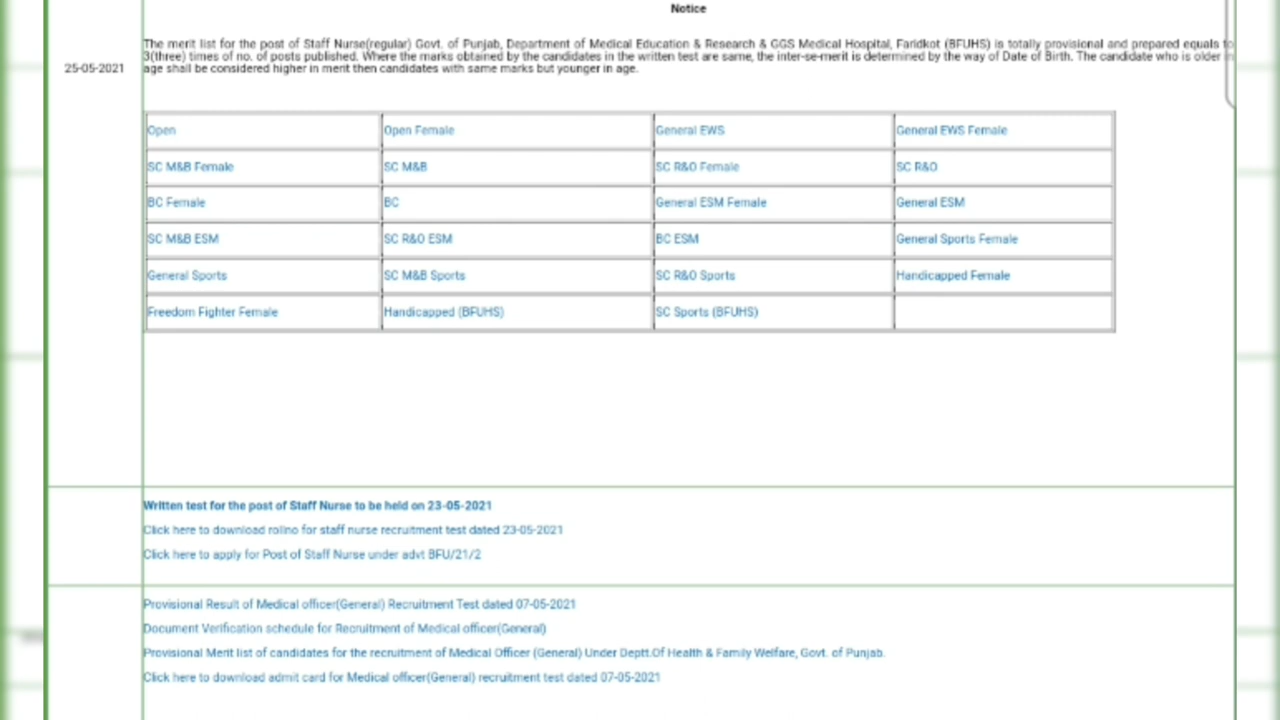 Notice
The merit list for the post of Staff Nurse(regular) Govt. of Punjab, Department of Medical Education & Research & GGS Medical Hospital, Faridkot (BFUHS) is totally provisional and prepared equals to
3(three) times of no. of posts published. Where the marks obtained by the candidates in the written test are same, the inter-se-merit is determined by the way of Date of Birth. The candidate who is older in
25-05-2021 age shall be considered higher in merit then candidates with same marks but younger in age.
Open Open Female General EWS General EWS Female
SC M&B Female SC M&B SC R&O Female SC R&O
BC Female BC General ESM Female General ESM
SC M&B ESM SC R&O ESM BC ESM General Sports Female
General Sports SC M&B Sports SC R&O Sports Handicapped Female
Freedom Fighter Female Handicapped (BFUHS) SC Sports (BFUHS)
Written test for the post of Staff Nurse to be held on 23-05-2021
Click here to download rollno for staff nurse recruitment test dated 23-05-2021
Click here to apply for Post of Staff Nurse under advt BFU/21/2
Provisional Result of Medical officer(General) Recruitment Test dated 07-05-2021
Document Verification schedule for Recruitment of Medical officer(General)
Provisional Merit list of candidates for the recruitment of Medical Officer (General) Under Deptt.Of Health & Family Welfare, Govt. of Punjab.
Click here to download admit card for Medical officer(General) recruitment test dated 07-05-2021